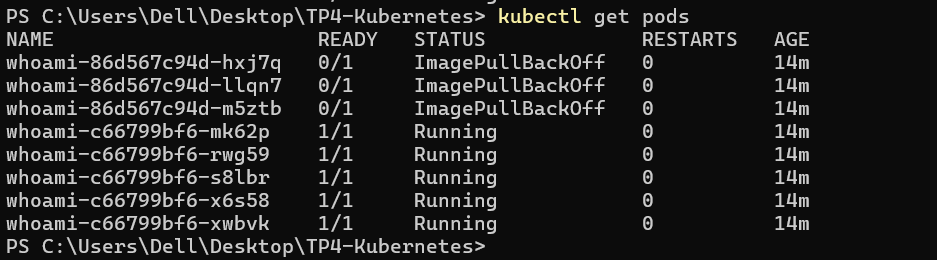 PS C:\Users\Dell\Desktop\TP4-Kubernetes> kubectl get pods
NAME READY STATUS RESTARTS AGE
whoami-86d567c94d-hxj7q 0/1 ImagePullBackOff 0 14m
whoami-86d567c94d-llqn7 0/1 ImagePullBackOff 0 14m
whoami-86d567c94d-m5ztb 0/1 ImagePullBackOff 0 14m
whoami-c66799bf6-mk62p 1/1 Running 0 14m
whoami-c66799bf6-rwg59 1/1 Running 0 14m
whoami-c66799bf6-s8lbr 1/1 Running 0 14m
whoami-c66799bf6-x6s58 1/1 Running 0 14m
whoami-c66799bf6-xwbvk 1/1 Running 0 14m
PS C:\Users\Dell\Desktop\TP4-Kubernetes>